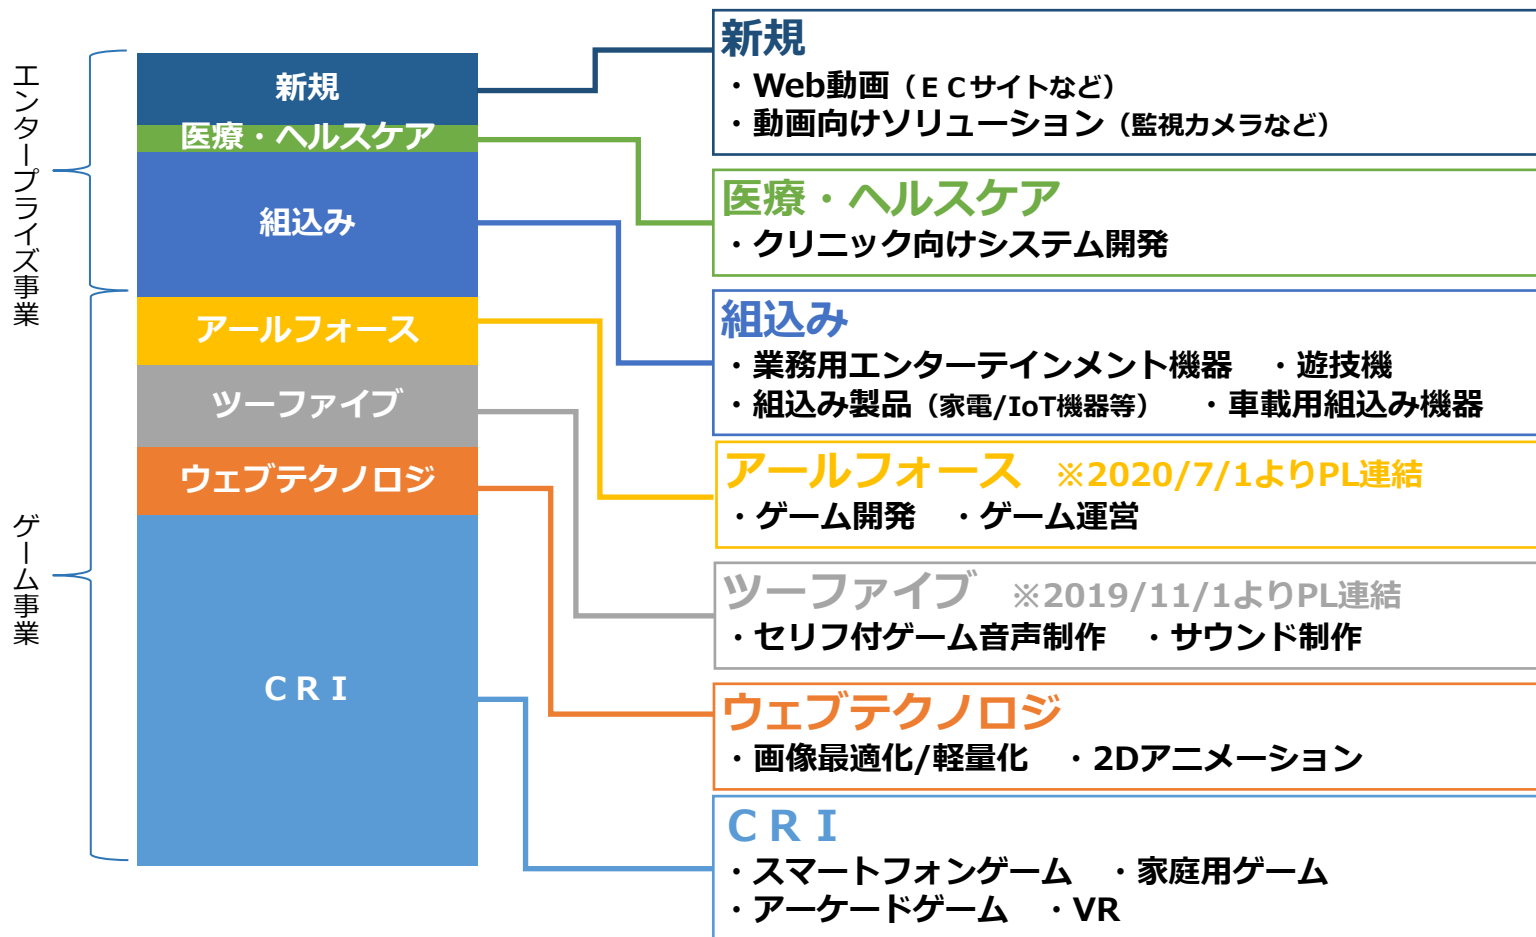 エンタープライズ事業
ゲーム事業
新規
医療・ヘルスケア
組込み
アールフォース
ツーファイブ
ウェブテクノロジ
ＣＲＩ
新規
・Web動画（ＥＣサイトなど）
・動画向けソリューション（監視カメラなど）
医療・ヘルスケア
・クリニック向けシステム開発
組込み
・業務用エンターテインメント機器　・遊技機
・組込み製品（家電/IoT機器等）　・車載用組込み機器
アールフォース　※2020/7/1よりPL連結
・ゲーム開発　・ゲーム運営
ツーファイブ　※2019/11/1よりPL連結
・セリフ付ゲーム音声制作　・サウンド制作
ウェブテクノロジ
・画像最適化/軽量化　・2Dアニメーション
ＣＲＩ
・スマートフォンゲーム　・家庭用ゲーム
・アーケードゲーム　・VR